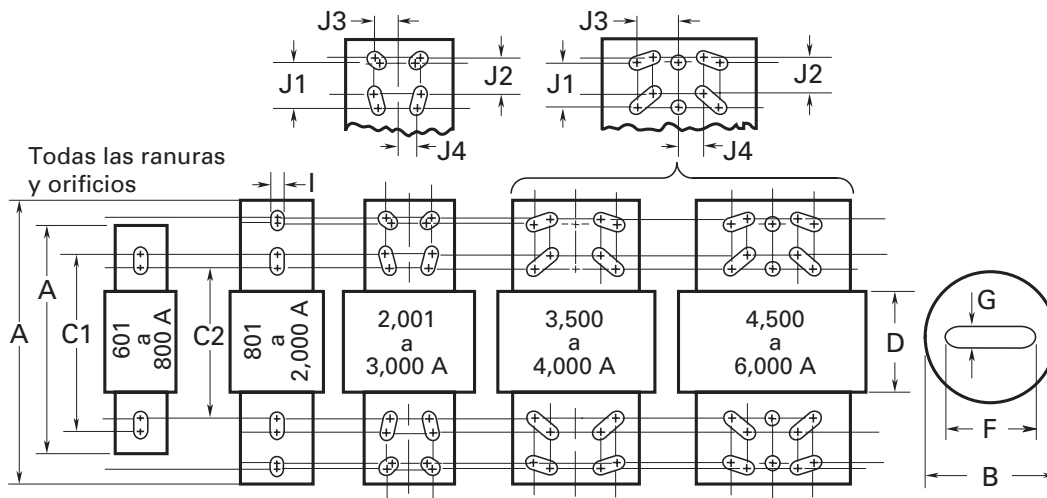 J3
J3
J1
J2
J1
J2
J4
J4
Todas las ranuras
y orificios
I
A
A
C1
601
a
800 A
801
a
2,000 A
C2
2,001
a
3,000 A
3,500
a
4,000 A
4,500
a
6,000 A
D
G
F
B